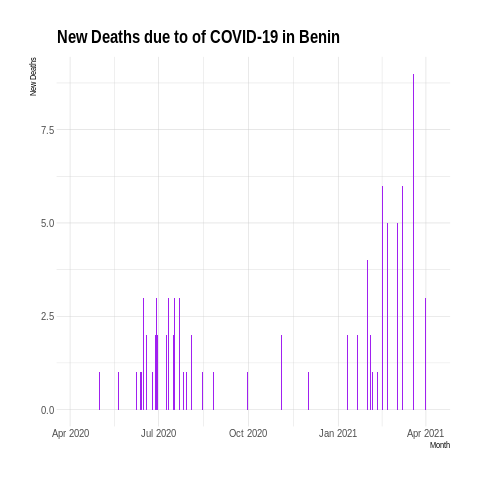 New Deaths due to of COVID-19 in Benin
New Deaths
7.5
5.0
2.5
0.0
Apr 2020
Jul 2020
Oct 2020
Jan 2021
Apr 2021
Month